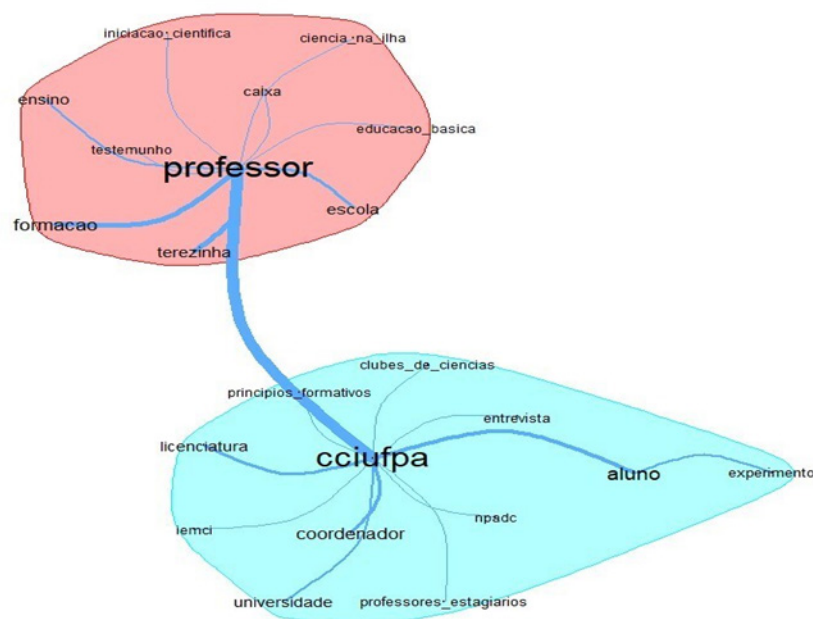 iniciacao_cientifica
ciencia_na_ilha
caixa
ensino
educacao_basica
testemunho
professor
escola
formacao
terezinha
clubes_de_ciencias
principios_formativos
entrevista
licenciatura
cciufpa
aluno
experimento
npadc
iemci
coordenador
universidade
professores_estagiarios